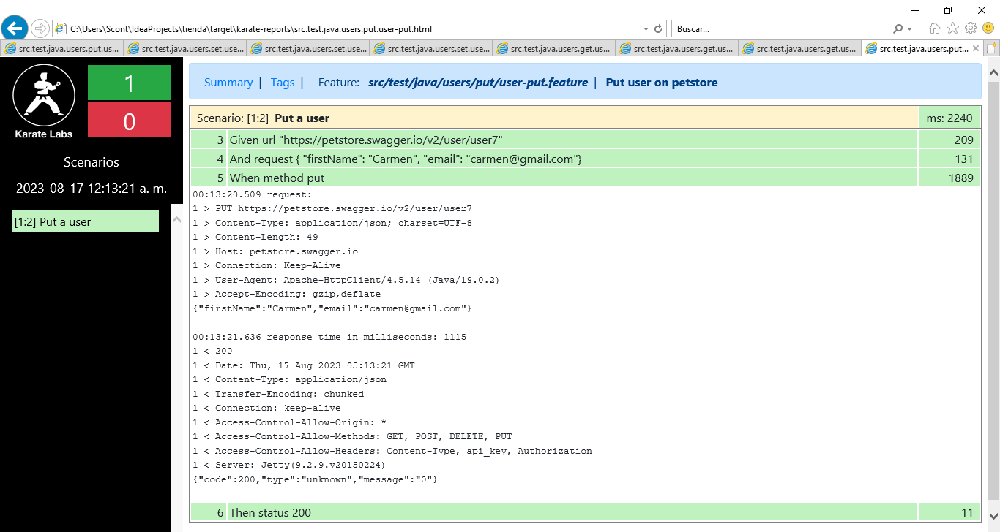 C:\Users\Scont\IdeaProjects\tienda\target\karate-reports\src.test.java.users.put.user-put.html
Buscar...
src.test.java.users.put.us...
src.test.java.users.set.use...
src.test.java.users.set.use...
src.test.java.users.set.use...
src.test.java.users.get.us...
src.test.java.users.get.us...
src.test.java.users.get.us...
src.test.java.users.put...
1
0
Karate Labs
Scenarios
2023-08-17 12:13:21 a. m.
[1:2] Put a user
Summary | Tags | Feature: src/test/java/users/put/user-put.feature | Put user on petstore
Scenario: [1:2] Put a user ms: 2240
3 Given url "https://petstore.swagger.io/v2/user/user7" 209
4 And request { "firstName": "Carmen", "email": "carmen@gmail.com"} 131
5 When method put 1889
00:13:20.509 request:
1 > PUT https://petstore.swagger.io/v2/user/user7
1 > Content-Type: application/json; charset=UTF-8
1 > Content-Length: 49
1 > Host: petstore.swagger.io
1 > Connection: Keep-Alive
1 > User-Agent: Apache-HttpClient/4.5.14 (Java/19.0.2)
1 > Accept-Encoding: gzip,deflate
{"firstName":"Carmen","email":"carmen@gmail.com"}
00:13:21.636 response time in milliseconds: 1115
1 < 200
1 < Date: Thu, 17 Aug 2023 05:13:21 GMT
1 < Content-Type: application/json
1 < Transfer-Encoding: chunked
1 < Connection: keep-alive
1 < Access-Control-Allow-Origin: *
1 < Access-Control-Allow-Methods: GET, POST, DELETE, PUT
1 < Access-Control-Allow-Headers: Content-Type, api_key, Authorization
1 < Server: Jetty(9.2.9.v20150224)
{"code":200,"type":"unknown","message":"0"}
6 Then status 200 11